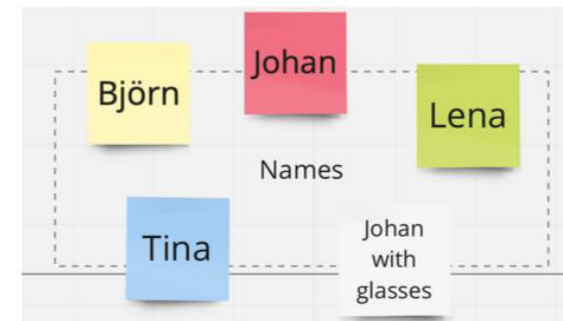 Björn
Johan
Lena
Names
Tina
Johan
with
glasses